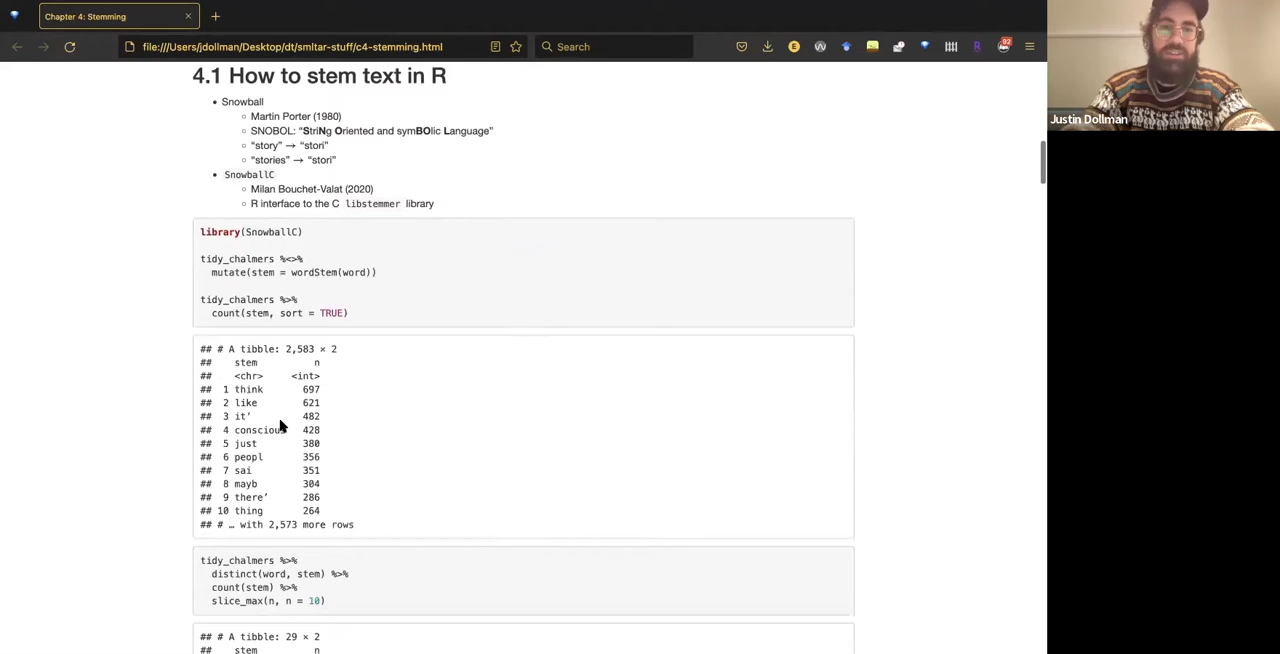 Chapter 4: Stemming
file:///Users/jdollman/Desktop/dt/smltar-stuff/c4-stemming.html
Search
92
Justin Dollman
4.1 How to stem text in R
Snowball
Martin Porter (1980)
SNOBOL: “StriNg Oriented and symBOlic Language”
“story” → “stori”
“stories” → “stori”
SnowballC
Milan Bouchet-Valat (2020)
R interface to the C libstemmer library
library(SnowballC)
tidy_chalmers %<>%
mutate(stem = wordStem(word))
tidy_chalmers %>%
count(stem, sort = TRUE)
## # A tibble: 2,583 × 2
## stem n
## <chr> <int>
## 1 think 697
## 2 like 621
## 3 it’ 482
## 4 conscious 428
## 5 just 380
## 6 peopl 356
## 7 sai 351
## 8 mayb 304
## 9 there’ 286
## 10 thing 264
## # … with 2,573 more rows
tidy_chalmers %>%
distinct(word, stem) %>%
count(stem) %>%
slice_max(n, n = 10)
## # A tibble: 29 × 2
## stem n